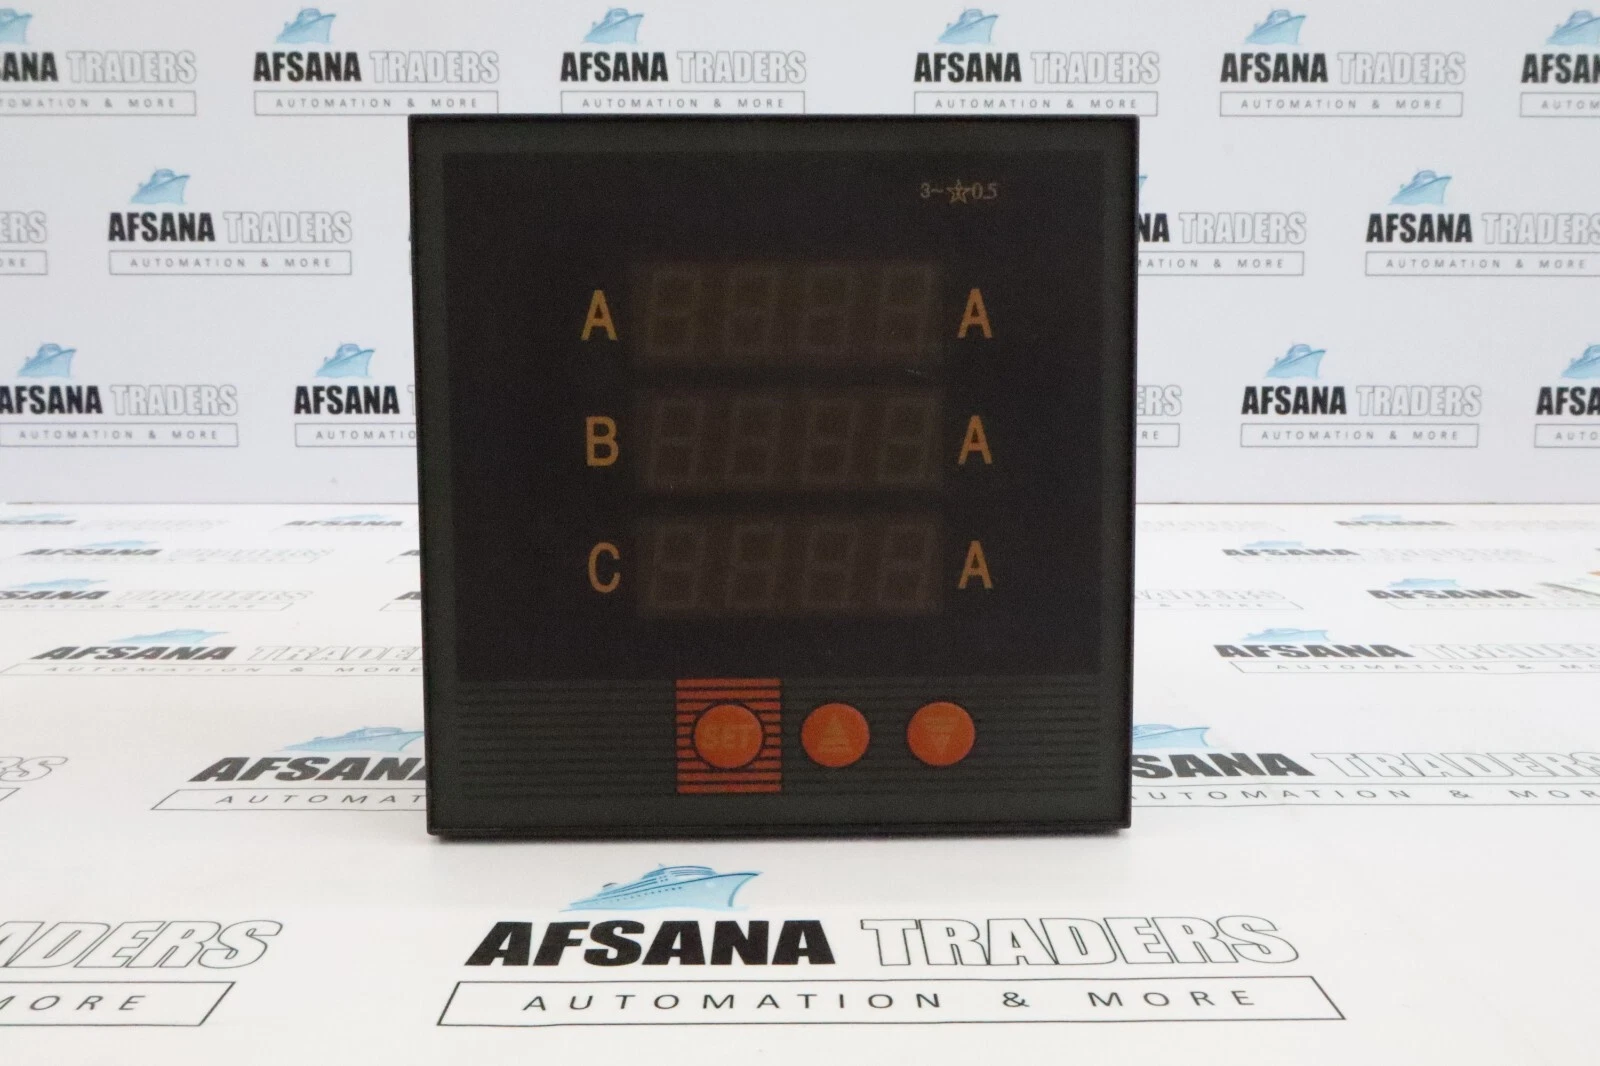 AFSANA TRADERS
AUTOMATION & MORE
3~☆0.5
A A
B A
C A
SET
AFSANA TRADERS
AUTOMATION & MORE